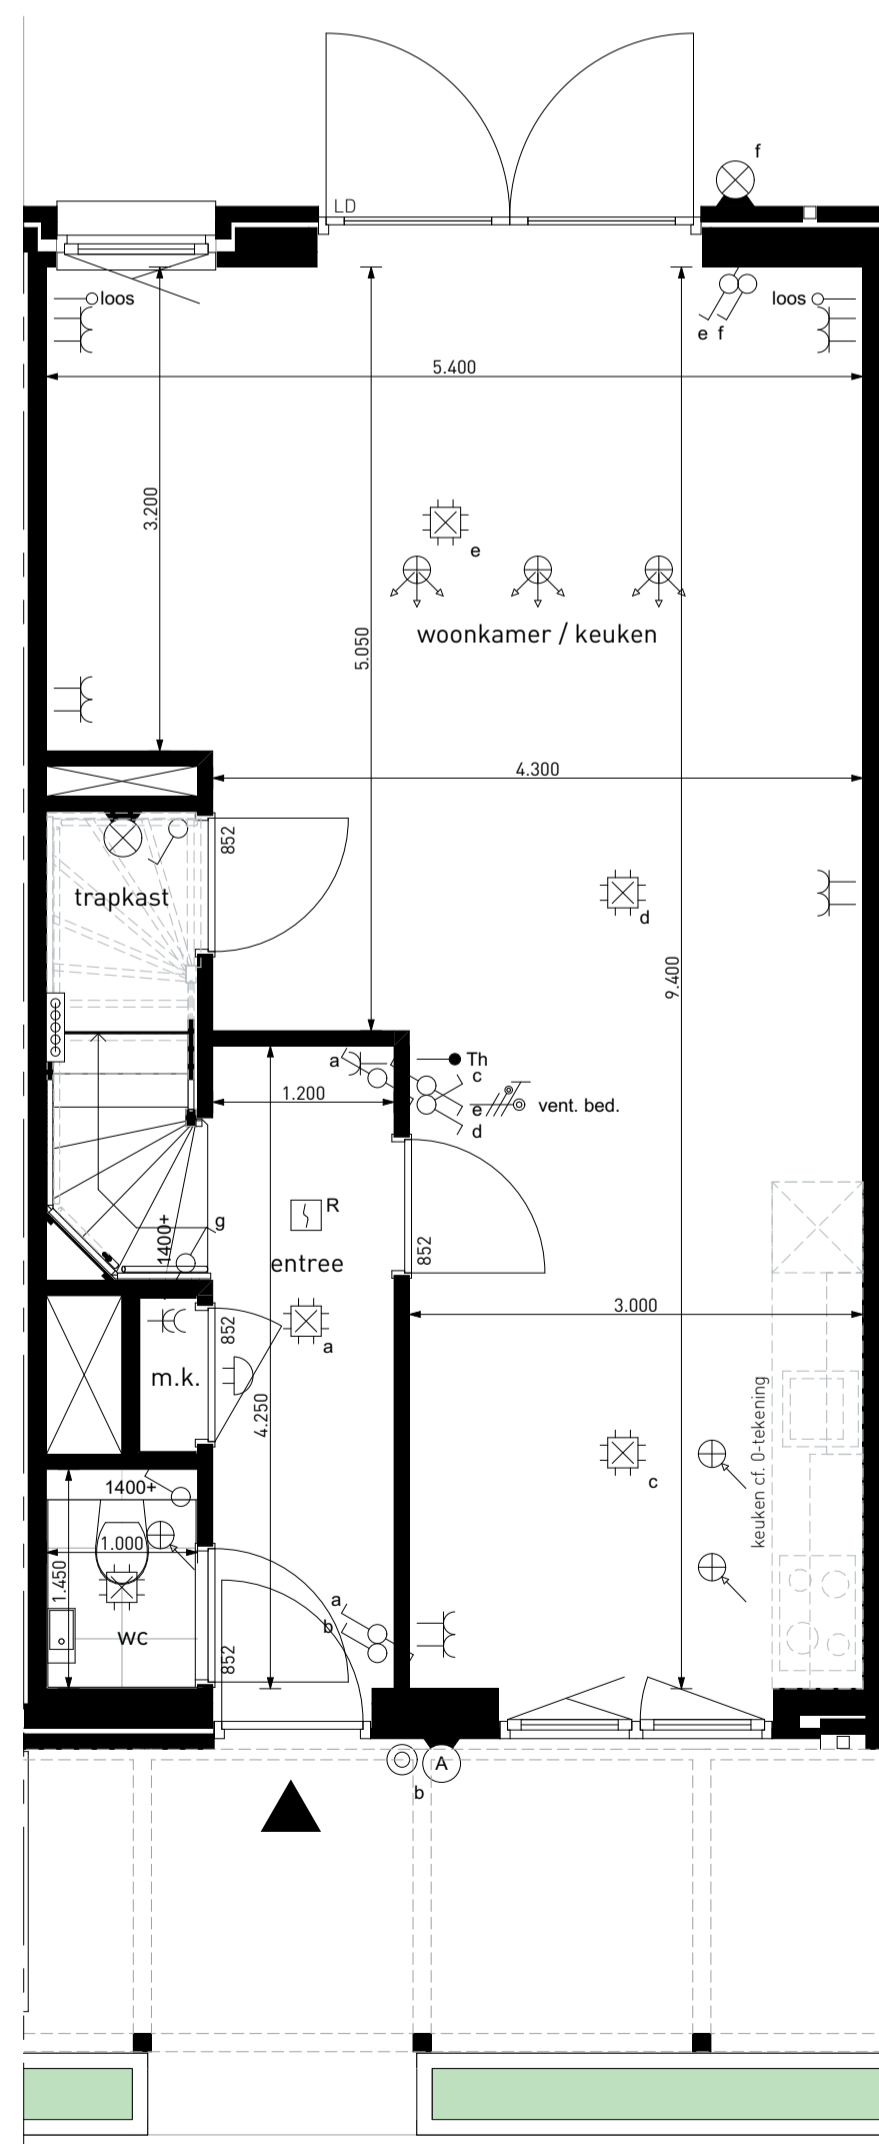 f
LD
loos
loos
e f
5.400
3.200
e
5.050
woonkamer / keuken
4.300
852
trapkast
d
9.400
a
Th
c
1.200
e
vent. bed.
d
R
g
1400+
entree
852
3.000
852
a
m.k.
4.250
keuken cf. 0-tekening
c
1400+
1.000
1.450
a
b
wc
852
A
b